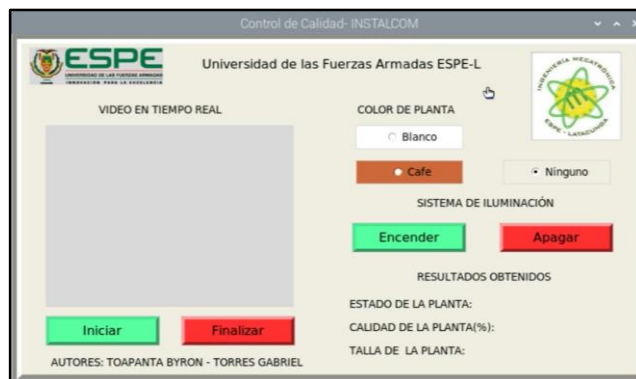 Control de Calidad- INSTALCOM
ESPE
UNIVERSIDAD DE LAS FUERZAS ARMADAS
INNOVACIÓN PARA LA EXCELENCIA
Universidad de las Fuerzas Armadas ESPE-L
INGENIERÍA MECATRÓNICA
ESPE - LATACUNGA
VIDEO EN TIEMPO REAL
COLOR DE PLANTA
Blanco
Cafe
Ninguno
SISTEMA DE ILUMINACIÓN
Encender
Apagar
RESULTADOS OBTENIDOS
ESTADO DE LA PLANTA:
CALIDAD DE LA PLANTA(%):
TALLA DE LA PLANTA:
Iniciar
Finalizar
AUTORES: TOAPANTA BYRON - TORRES GABRIEL